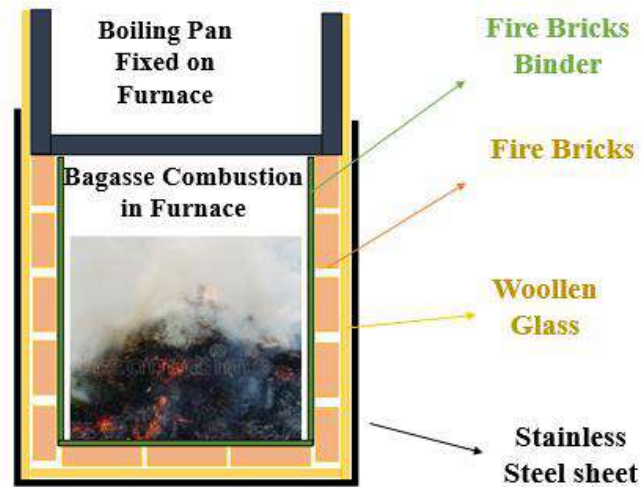 Boiling Pan
Fixed on
Furnace
Fire Bricks
Binder
Bagasse Combustion
in Furnace
Fire Bricks
Woollen
Glass
Stainless
Steel sheet